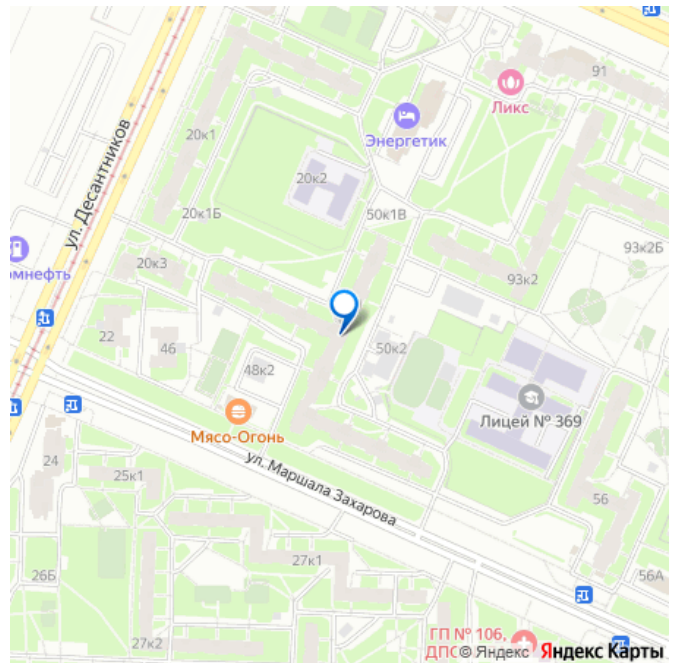 91
Ликс
Энергетик
20к1
ул. Десантников
20к2
20к1Б
50к1В
93к2Б
омнефть
20к3
93к2
22
46
50к2
48к2
Лицей № 369
Мясо-Огонь
24
ул. Маршала Захарова
25к1
56
27к1
26Б
56А
27к2
ГП № 106,
ДПС
© Яндекс Яндекс Карты